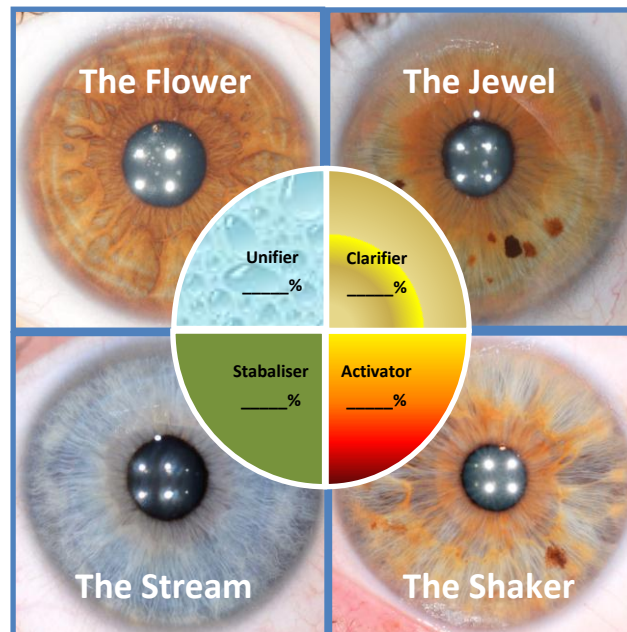 The Flower
The Jewel
Unifier
_____%
Clarifier
_____%
Stabaliser
_____%
Activator
_____%
The Stream
The Shaker